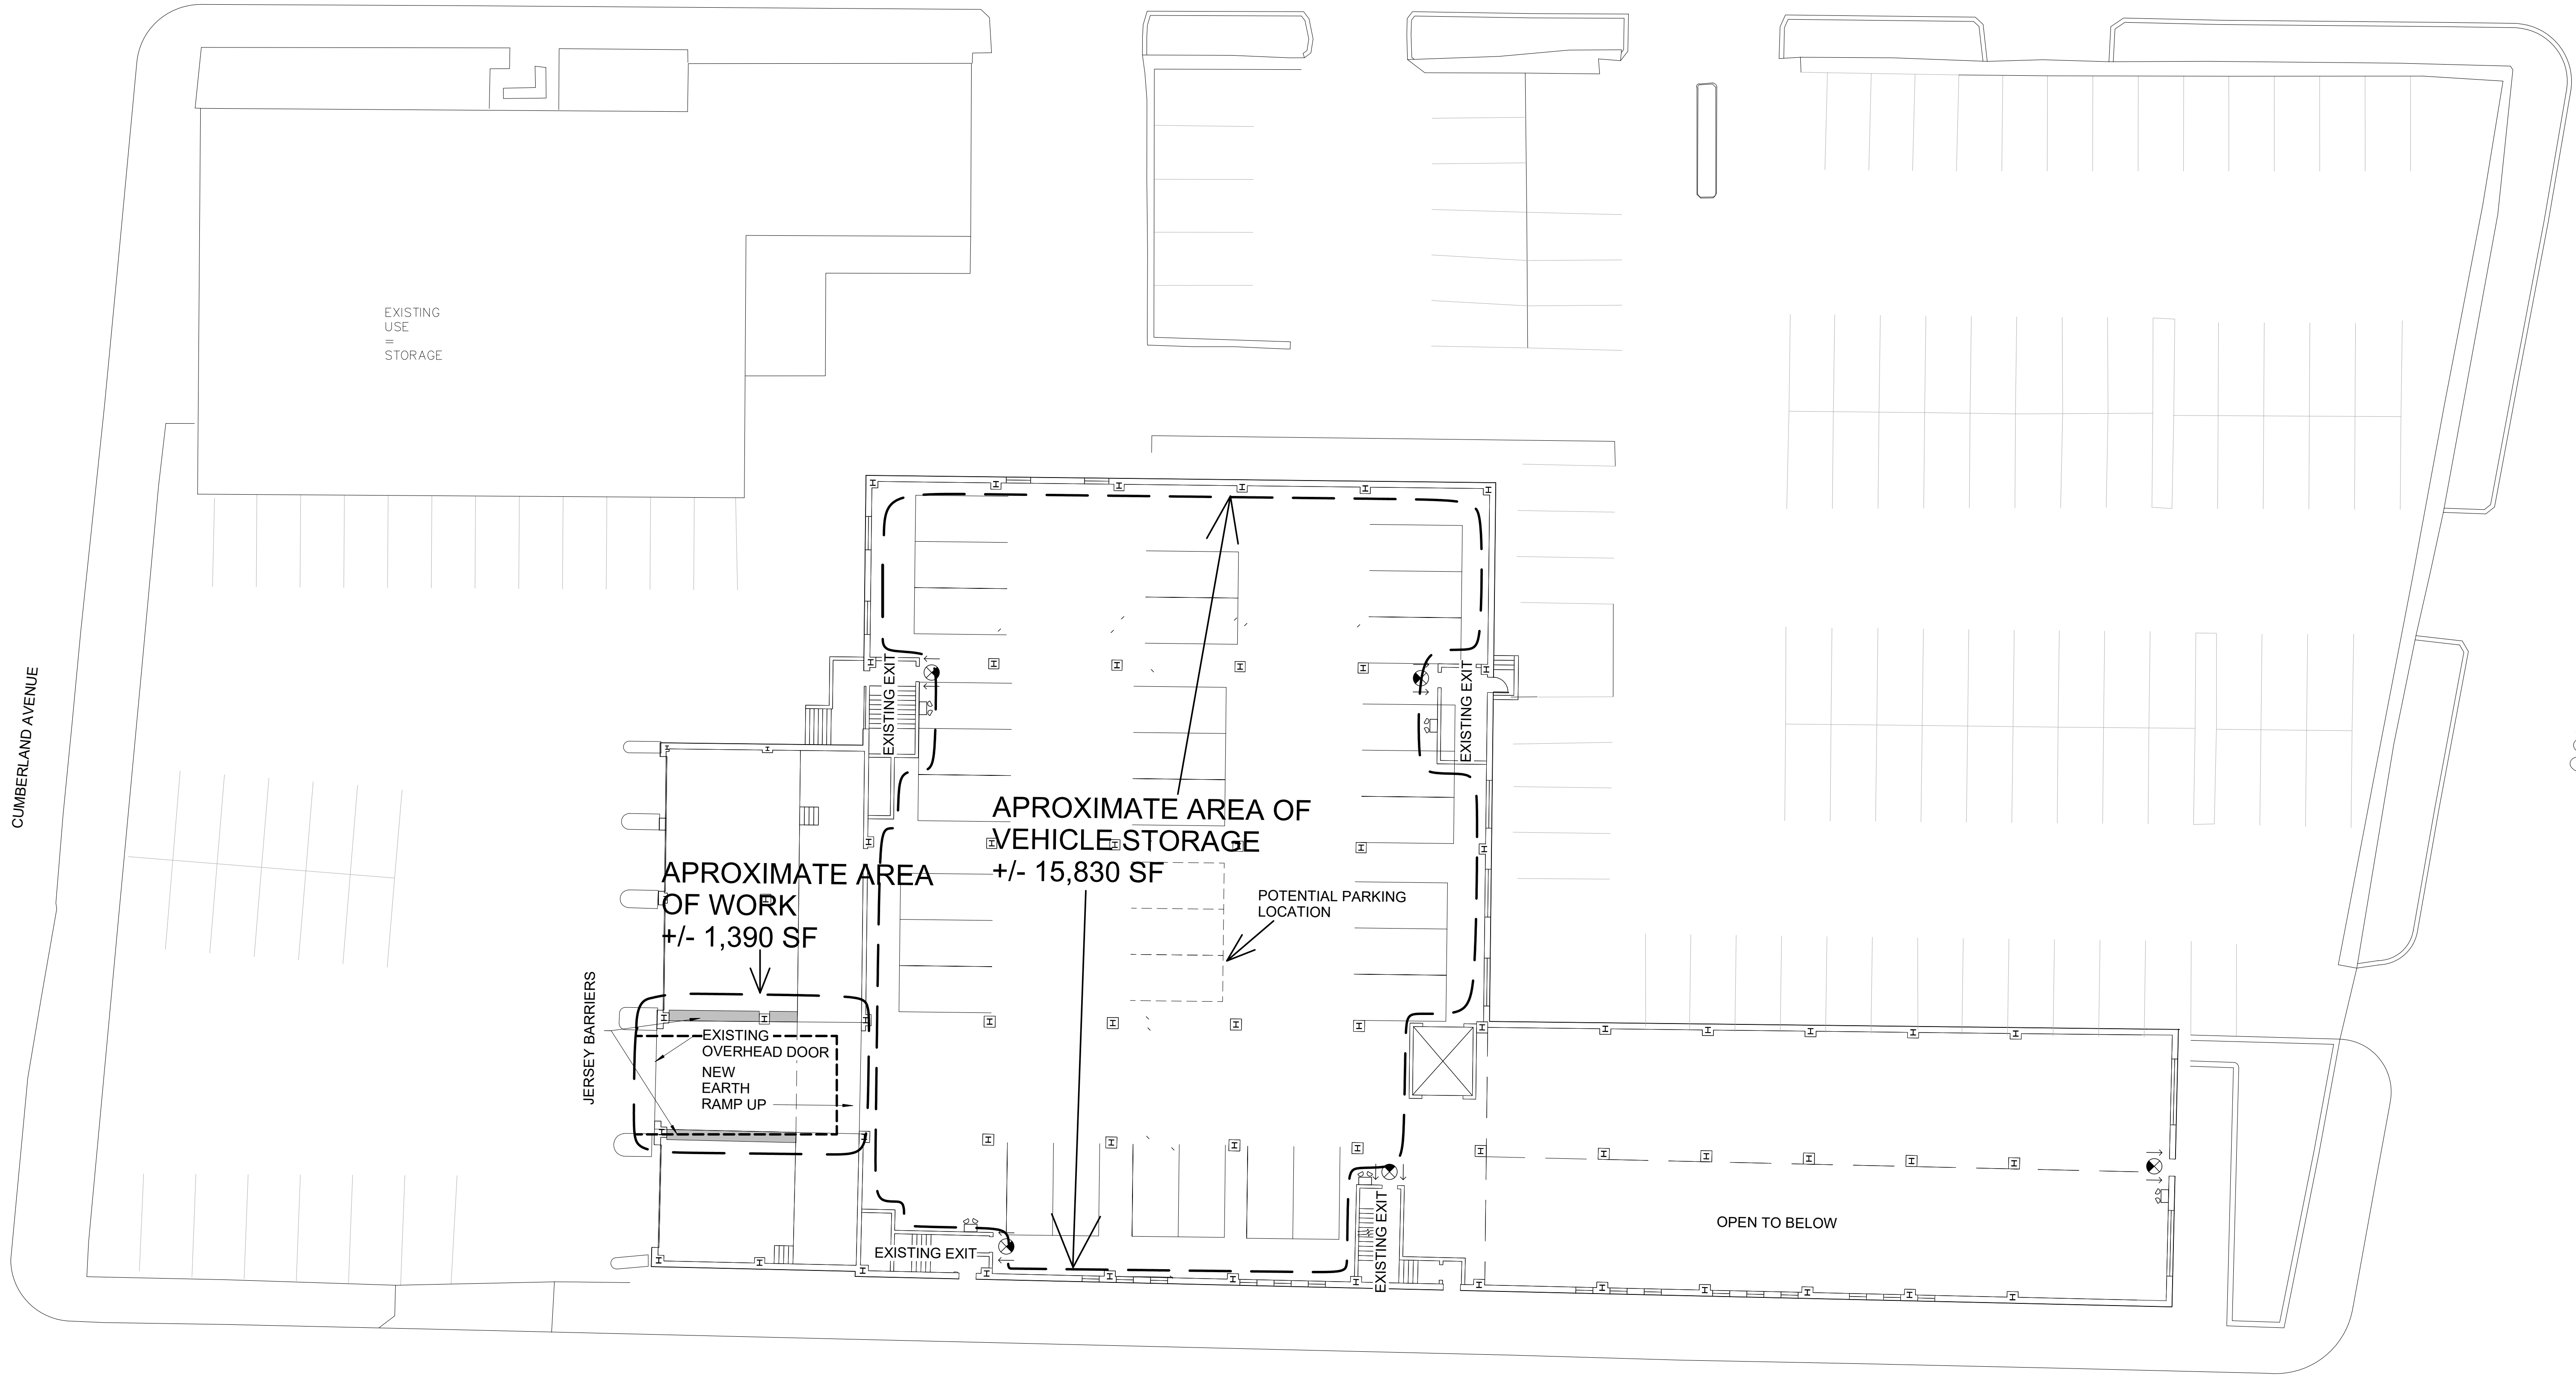 EXISTING
USE
=
STORAGE
CUMBERLAND AVENUE
EXISTING EXIT
EXISTING EXIT
APROXIMATE AREA OF
VEHICLE STORAGE
+/- 15,830 SF
APROXIMATE AREA
OF WORK
+/- 1,390 SF
POTENTIAL PARKING
LOCATION
JERSEY BARRIERS
EXISTING
OVERHEAD DOOR
NEW
EARTH
RAMP UP
EXISTING EXIT
EXISTING EXIT
OPEN TO BELOW